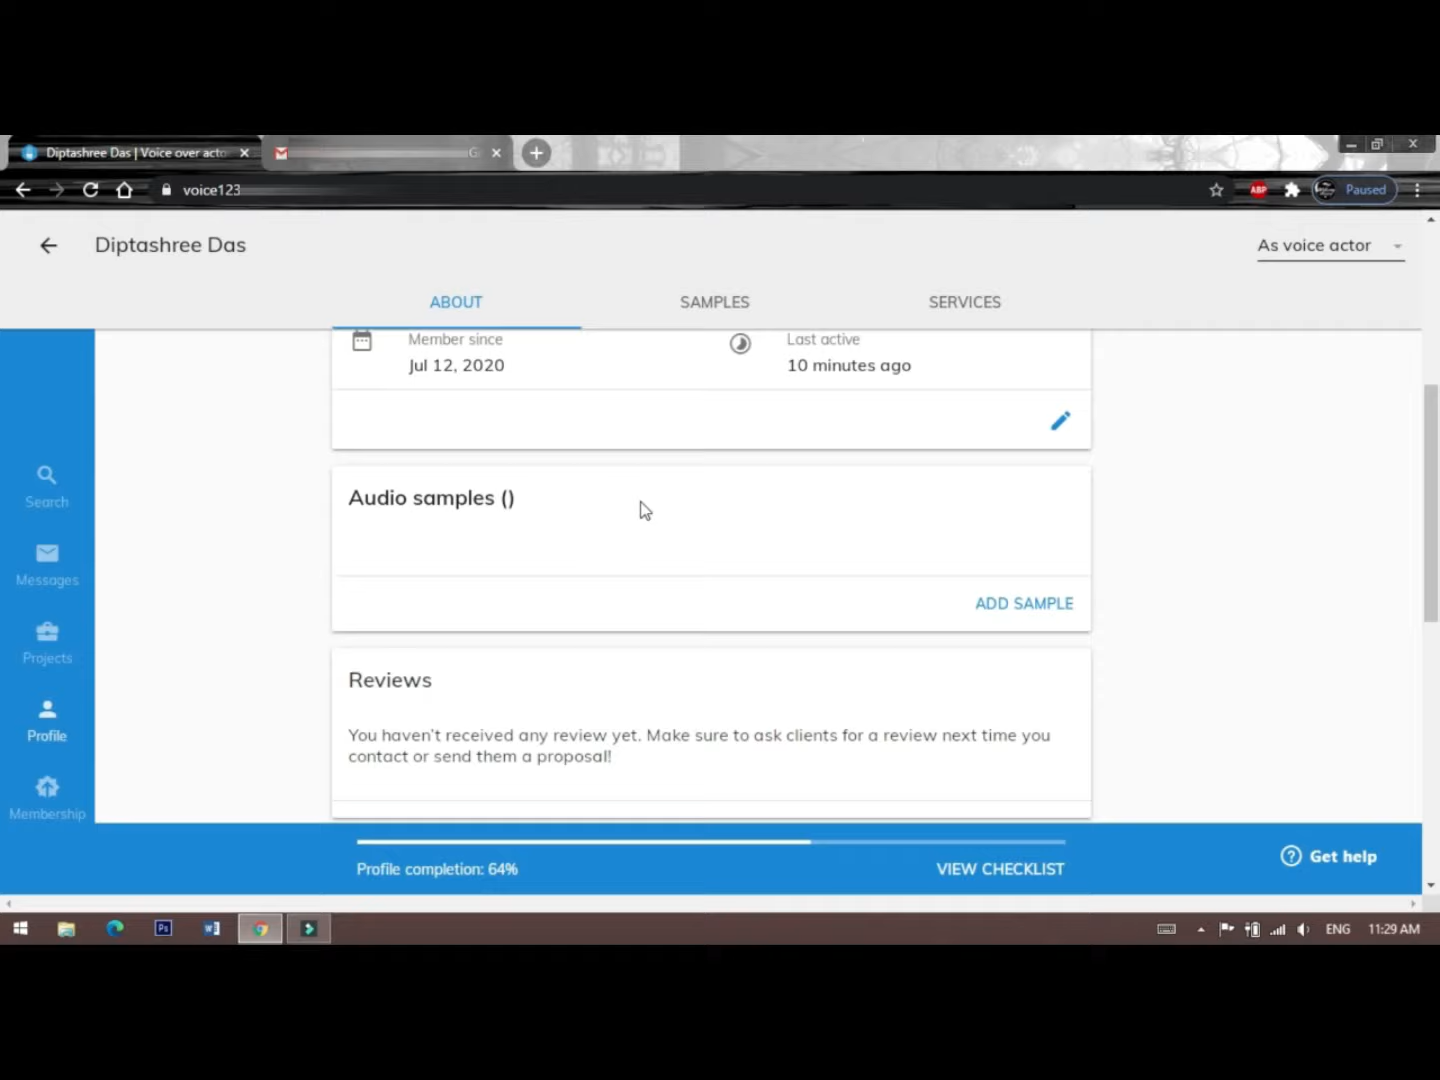 Diptashree Das | Voice over acto
G
voice123
ABP
Paused
Diptashree Das
As voice actor
ABOUT
SAMPLES
SERVICES
Member since
Jul 12, 2020
Last active
10 minutes ago
Audio samples ()
ADD SAMPLE
Reviews
You haven't received any review yet. Make sure to ask clients for a review next time you
contact or send them a proposal!
Search
Messages
Projects
Profile
Membership
Profile completion: 64%
VIEW CHECKLIST
? Get help
Ps
W
ENG
11:29 AM